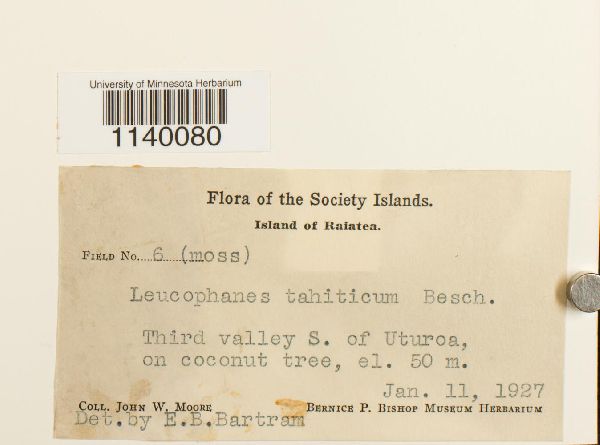 University of Minnesota Herbarium
1140080
Flora of the Society Islands.
Island of Raiatea.
Field No. 6 (moss)
Leucophanes tahiticum Besch.
Third valley S. of Uturoa,
on coconut tree, el. 50 m.
Jan. 11, 1927
Coll. John W. Moore Bernice P. Bishop Museum Herbarium
Det. by E.B.Bartram